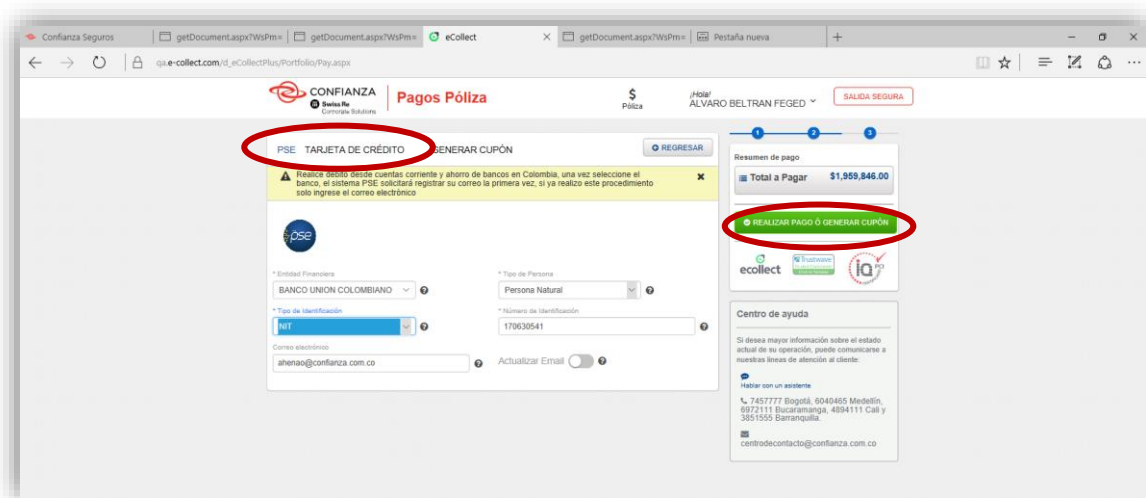 Confianza Seguros
getDocument.aspx?WsPm=
getDocument.aspx?WsPm=
eCollect
getDocument.aspx?WsPm=
Pestaña nueva
qa.e-collect.com/d_eCollectPlus/Portfolio/Pay.aspx
CONFIANZA
Swiss Re
Corporate Solutions
Pagos Póliza
$
Póliza
¡Hola!
ALVARO BELTRAN FEGED
SALIDA SEGURA
PSE TARJETA DE CRÉDITO GENERAR CUPÓN
REGRESAR
Realice débito desde cuentas corriente y ahorro de bancos en Colombia, una vez seleccione el
banco, el sistema PSE solicitará registrar su correo la primera vez, si ya realizo este procedimiento
solo ingrese el correo electrónico
pse
* Entidad Financiera
BANCO UNION COLOMBIANO
* Tipo de Persona
Persona Natural
* Tipo de Identificación
NIT
* Número de Identificación
170630541
Correo electrónico
ahenao@confianza.com.co
Actualizar Email
1 2 3
Resumen de pago
Total a Pagar $1,959,846.00
REALIZAR PAGO Ó GENERAR CUPÓN
ecollect
Trustwave
iQ PCI
Centro de ayuda
Si desea mayor información sobre el estado
actual de su operación, puede comunicarse a
nuestras líneas de atención al cliente:
Hablar con un asistente
7457777 Bogotá, 6040465 Medellín,
6972111 Bucaramanga, 4894111 Cali y
3851555 Barranquilla.
centrodecontacto@confianza.com.co